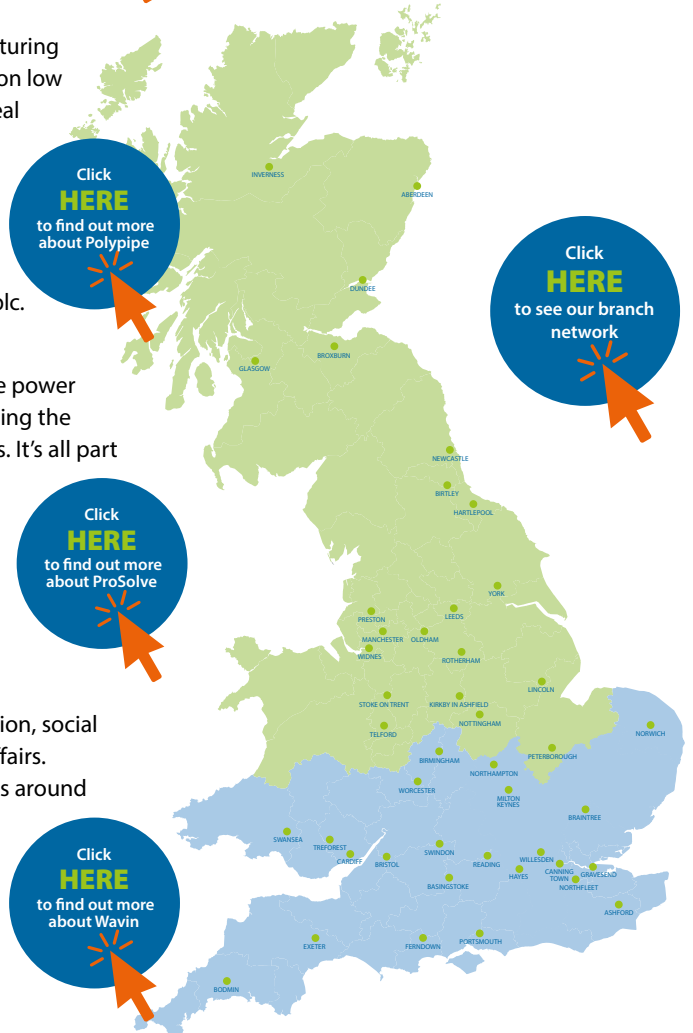 turing
on low
eal
Click
HERE
to find out more
about Polypipe
plc.
e power
ing the
s. It's all part
Click
HERE
to find out more
about ProSolve
ion, social
ffairs.
s around
Click
HERE
to find out more
about Wavin
Click
HERE
to see our branch
network
INVERNESS
ABERDEEN
DUNDEE
BROXBURN
GLASGOW
NEWCASTLE
BIRTLEY
HARTLEPOOL
YORK
PRESTON
LEEDS
MANCHESTER
OLDHAM
WIDNES
ROTHERHAM
LINCOLN
STOKE ON TRENT
KIRKBY IN ASHFIELD
NOTTINGHAM
TELFORD
NORWICH
PETERBOROUGH
BIRMINGHAM
NORTHAMPTON
WORCESTER
MILTON
KEYNES
BRAINTREE
SWANSEA
TREFOREST
CARDIFF
BRISTOL
SWINDON
READING
WILLESDEN
HAYES
CANNING
TOWN
GRAVESEND
NORTHFLEET
BASINGSTOKE
ASHFORD
EXETER
FERNDOWN
PORTSMOUTH
BODMIN